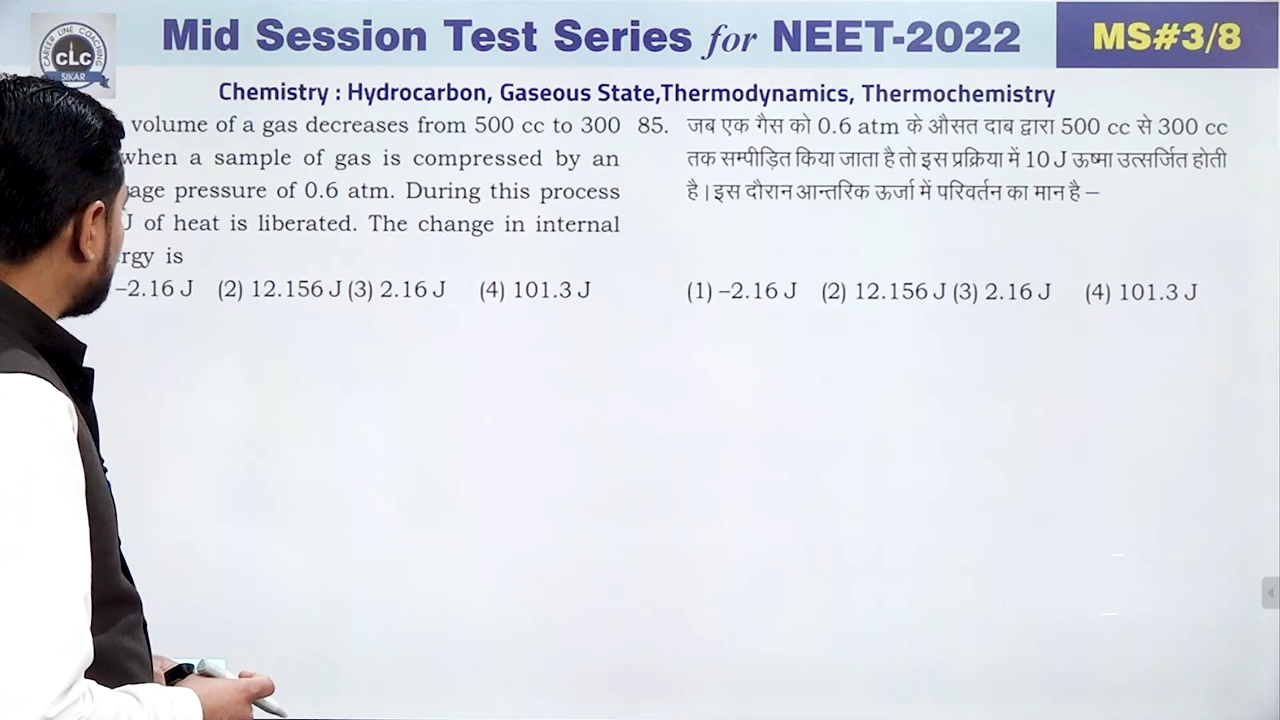 Mid Session Test Series for NEET-2022
MS#3/8
CAREER LINE COACHING
CLC
SIKAR
Chemistry : Hydrocarbon, Gaseous State,Thermodynamics, Thermochemistry
volume of a gas decreases from 500 cc to 300
when a sample of gas is compressed by an
pressure of 0.6 atm. During this process
J of heat is liberated. The change in internal
is
–2.16 J (2) 12.156 J (3) 2.16 J (4) 101.3 J
85. जब एक गैस को 0.6 atm के औसत दाब द्वारा 500 cc से 300 cc
तक सम्पीड़ित किया जाता है तो इस प्रक्रिया में 10 J ऊष्मा उत्सर्जित होती
है। इस दौरान आन्तरिक ऊर्जा में परिवर्तन का मान है –
(1) –2.16 J (2) 12.156 J (3) 2.16 J (4) 101.3 J